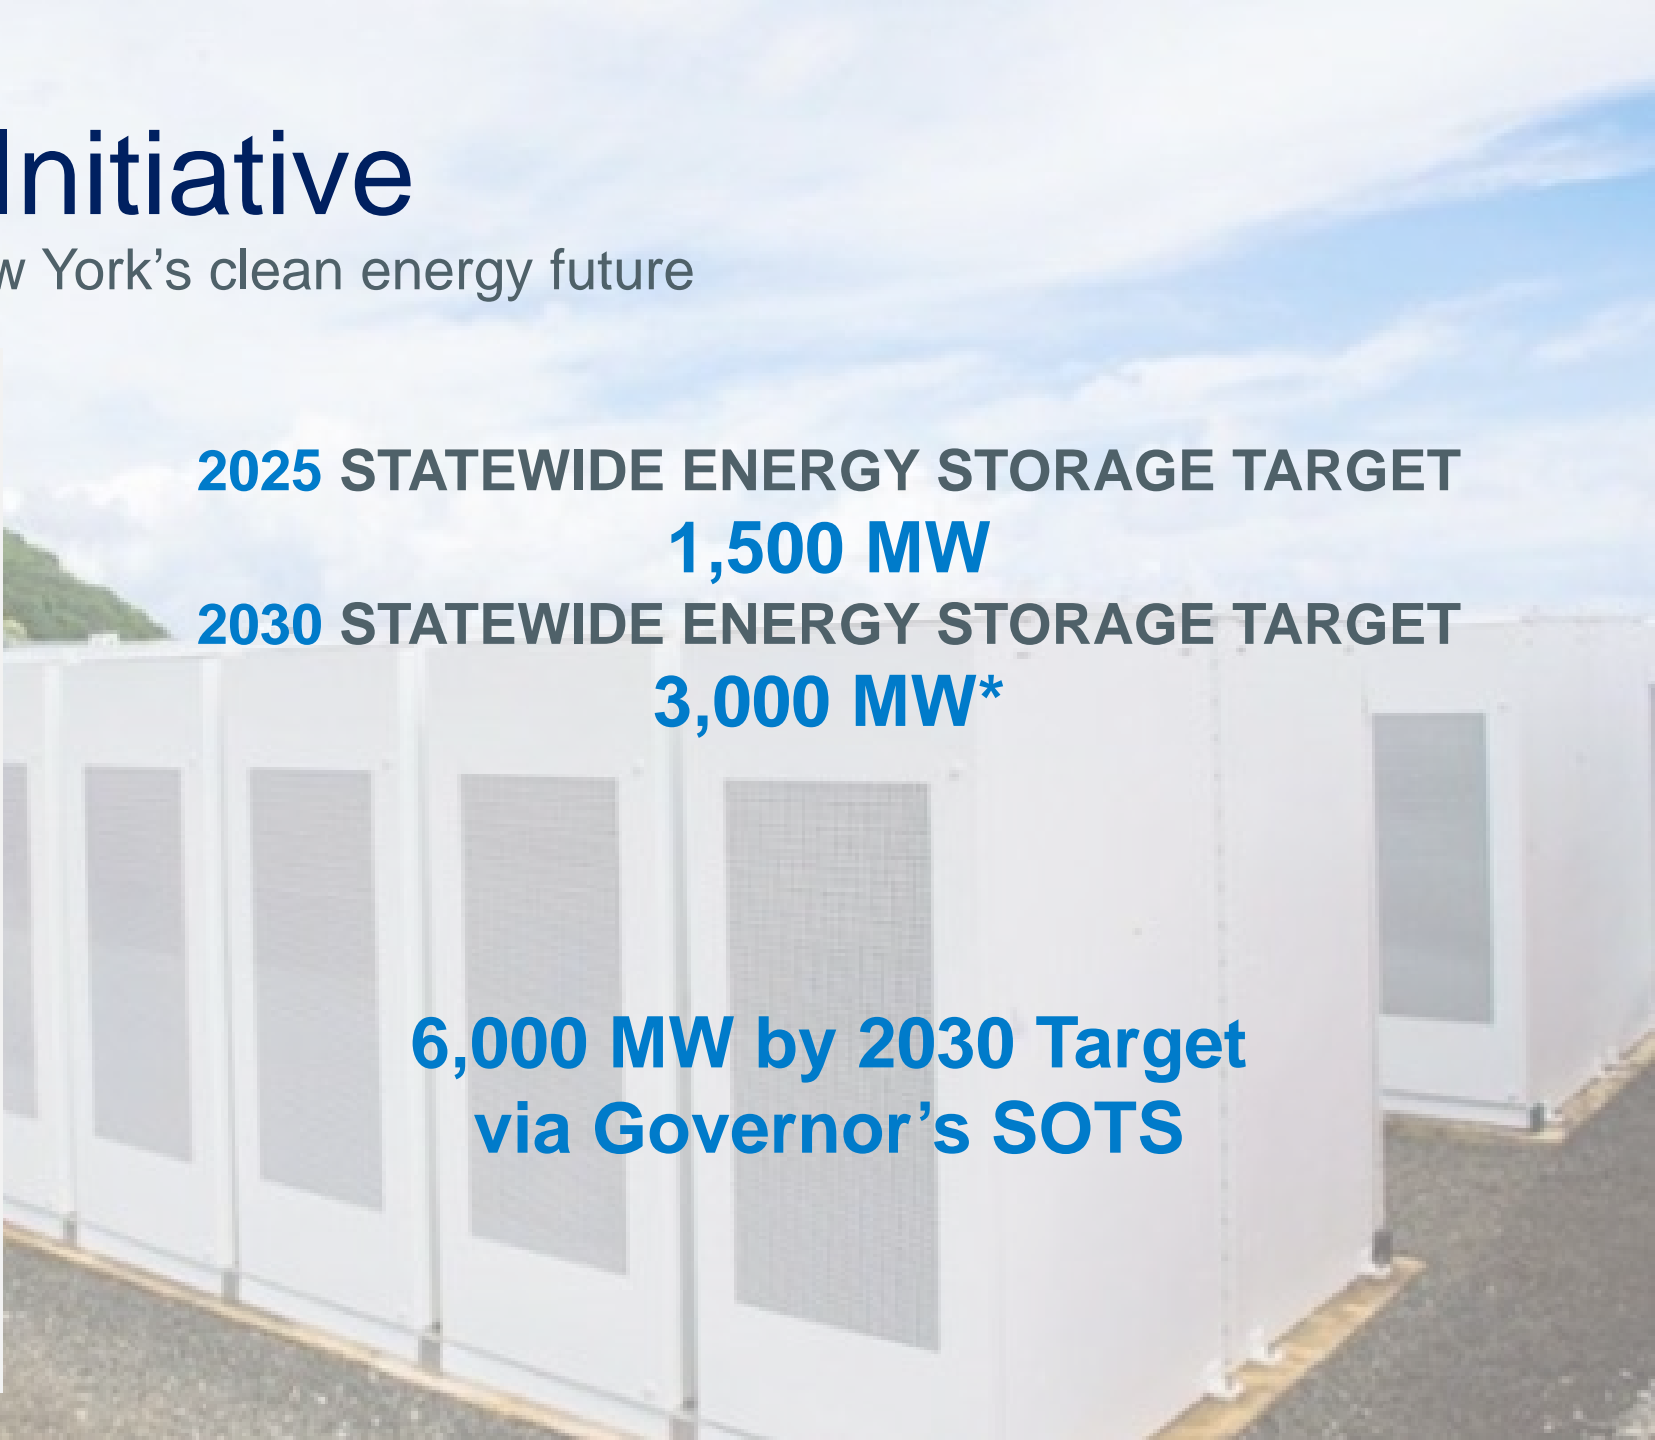 Initiative
York’s clean energy future
2025 STATEWIDE ENERGY STORAGE TARGET
1,500 MW
2030 STATEWIDE ENERGY STORAGE TARGET
3,000 MW*
6,000 MW by 2030 Target
via Governor’s SOTS